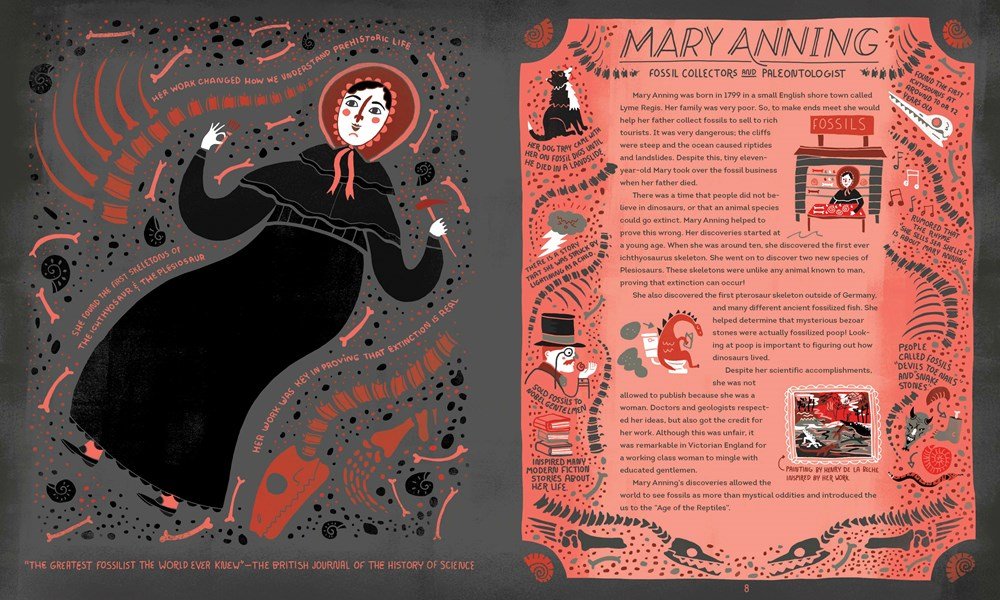 HER WORK CHANGED HOW WE UNDERSTAND PREHISTORIC LIFE
SHE FOUND THE FIRST SKELETONS OF
THE ICHTHYOSAUR & THE PLESIOSAUR
HER WORK WAS KEY IN PROVING THAT EXTINCTION IS REAL
"THE GREATEST FOSSILIST THE WORLD EVER KNEW"—THE BRITISH JOURNAL OF THE HISTORY OF SCIENCE
MARY ANNING
FOSSIL COLLECTORS AND PALEONTOLOGIST
Mary Anning was born in 1799 in a small English shore town called
Lyme Regis. Her family was very poor. So, to make ends meet she would
help her father collect fossils to sell to rich
tourists. It was very dangerous; the cliffs
were steep and the ocean caused riptides
and landslides. Despite this, tiny eleven-
year-old Mary took over the fossil business
when her father died.
There was a time that people did not be-
lieve in dinosaurs, or that an animal species
could go extinct. Mary Anning helped to
prove this wrong. Her discoveries started at
a young age. When she was around ten, she discovered the first ever
ichthyosaurus skeleton. She went on to discover two new species of
Plesiosaurs. These skeletons were unlike any animal known to man,
proving that extinction can occur!
She also discovered the first pterosaur skeleton outside of Germany,
and many different ancient fossilized fish. She
helped determine that mysterious bezoar
stones were actually fossilized poop! Look-
ing at poop is important to figuring out how
dinosaurs lived.
Despite her scientific accomplishments,
she was not
allowed to publish because she was a
woman. Doctors and geologists respect-
ed her ideas, but also got the credit for
her work. Although this was unfair, it
was remarkable in Victorian England for
a working class woman to mingle with
educated gentlemen.
Mary Anning's discoveries allowed the
world to see fossils as more than mystical oddities and introduced the
us to the "Age of the Reptiles".
HER DOG TRAY CAME WITH
HER ON FOSSIL DIGS UNTIL
HE DIED IN A LANDSLIDE.
THERE IS A STORY
THAT SHE WAS STRUCK BY
LIGHTNING AS A CHILD
SOLD FOSSILS TO
NOBEL GENTLEMEN
INSPIRED MANY
MODERN FICTION
STORIES ABOUT
HER LIFE
FOUND THE FIRST
ICHTHYOSAURUS AT
AROUND 10 OR 12
YEARS OLD
FOSSILS
RUMORED THAT
THE RHYME
"SHE SELLS SEA SHELLS"
IS ABOUT MARY ANNING
PEOPLE
CALLED FOSSILS
"DEVILS TOE NAILS"
AND "SNAKE
STONES"
PAINTING BY HENRY DE LA BECHE
INSPIRED BY HER WORK
8